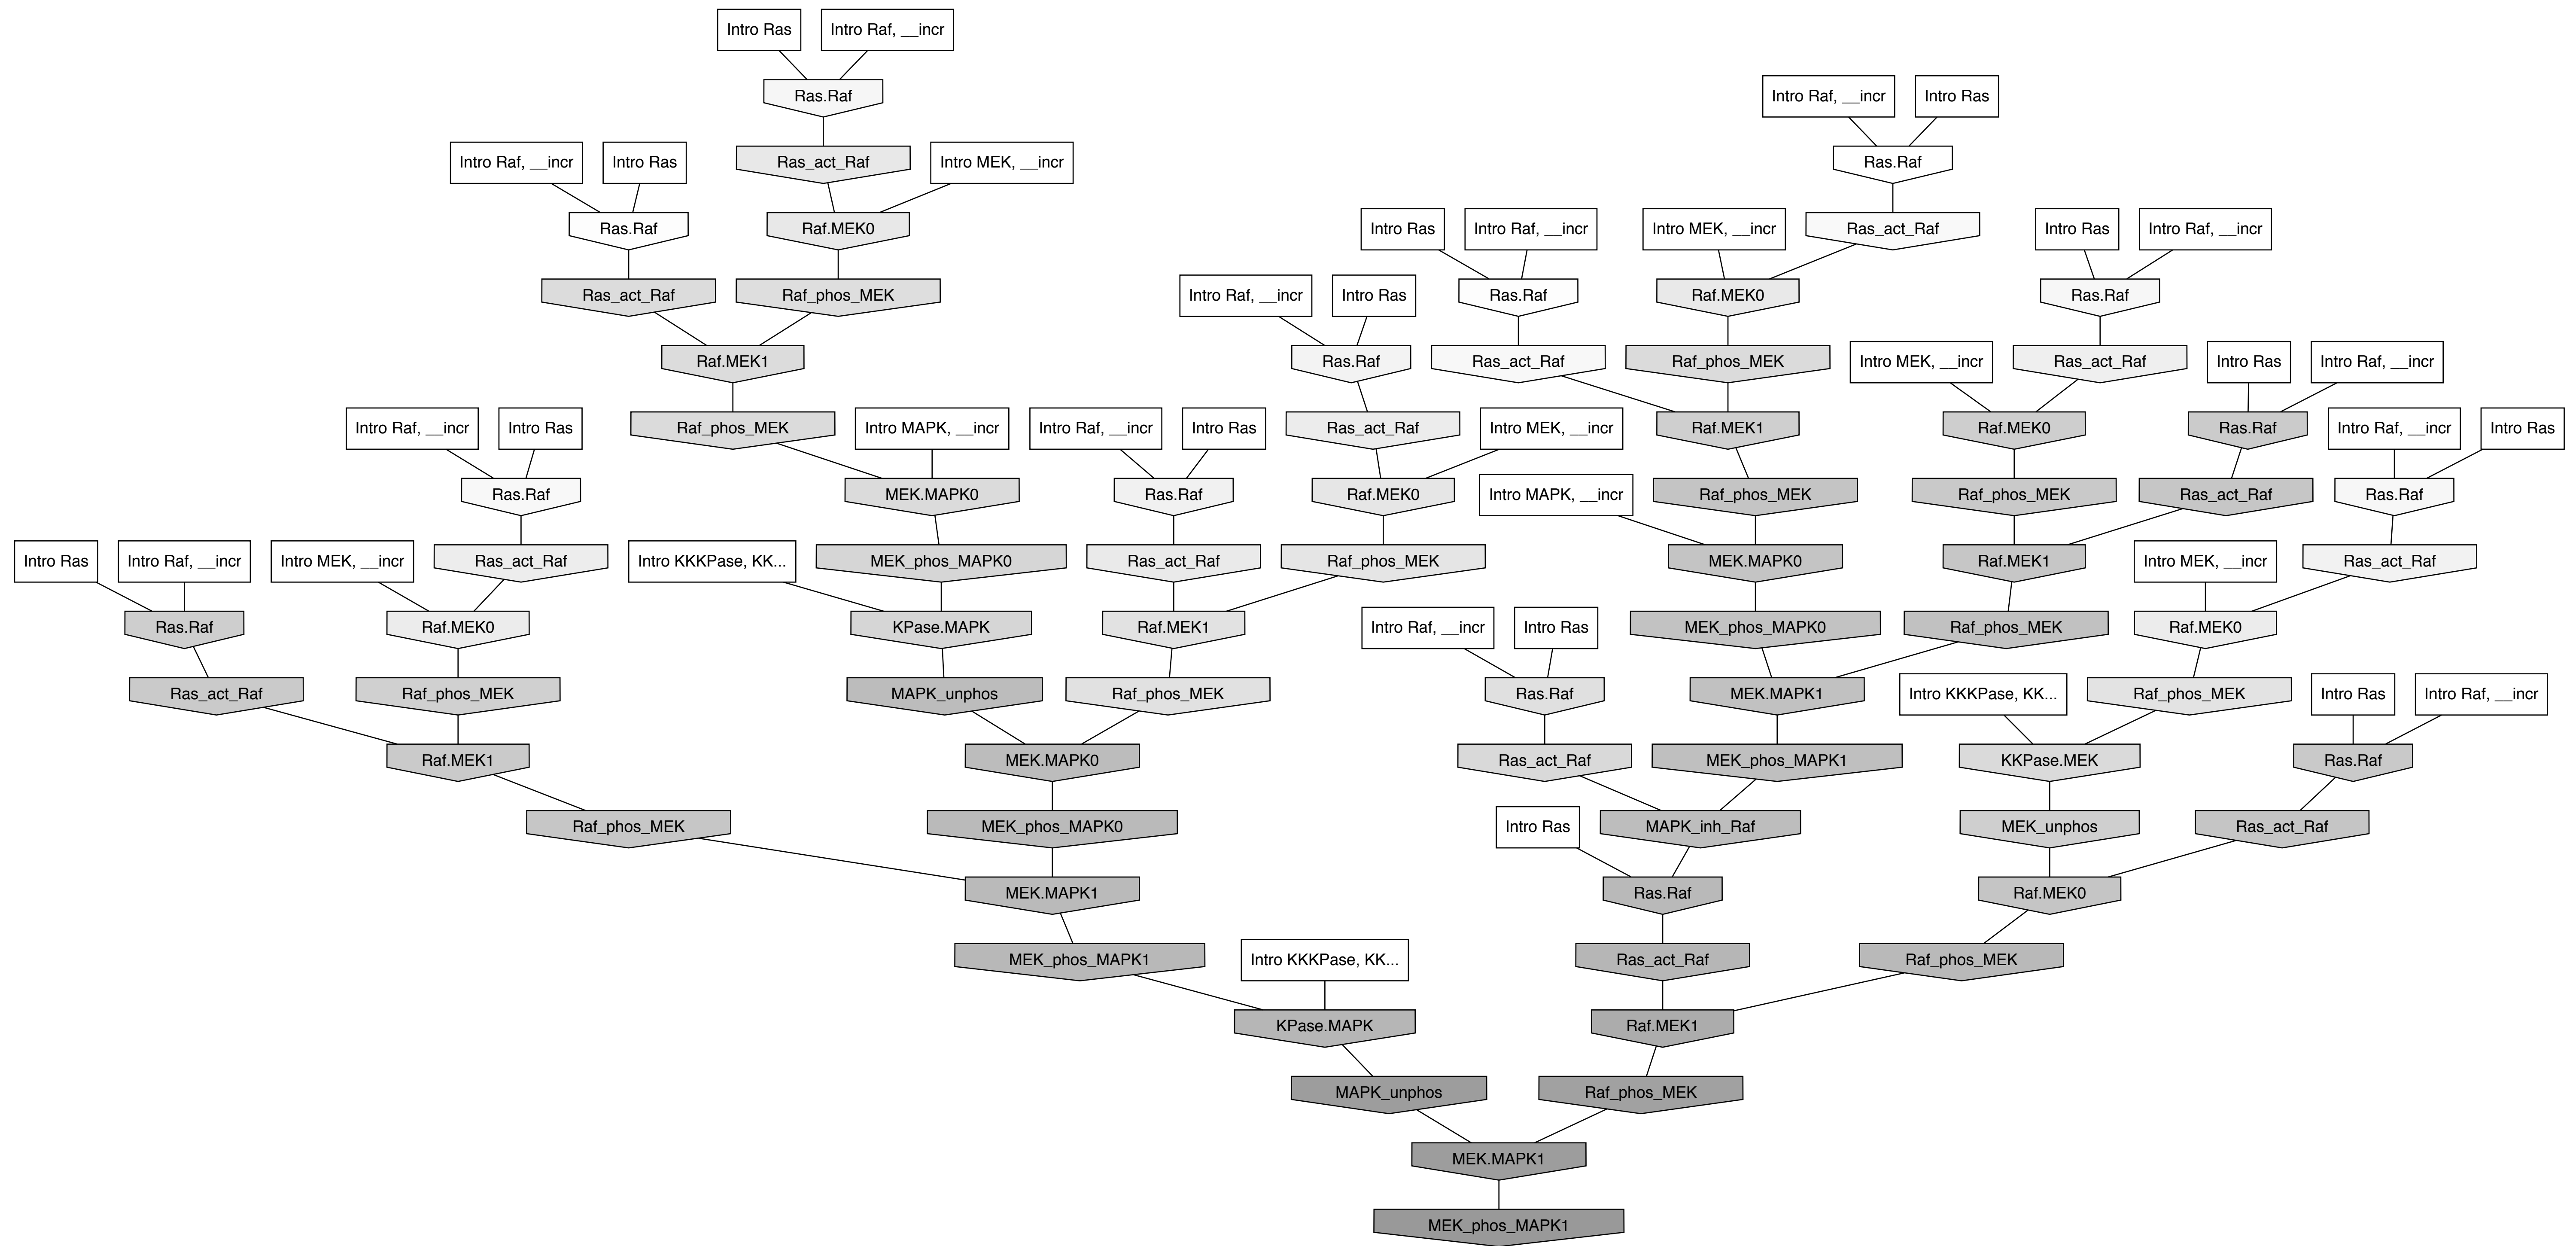 Intro Ras
Intro Raf, __incr
Ras.Raf
Intro Raf, __incr
Intro Ras
Intro Raf, __incr
Intro Ras
Ras_act_Raf
Intro MEK, __incr
Ras.Raf
Ras.Raf
Raf.MEK0
Intro Ras
Intro Raf, __incr
Intro MEK, __incr
Ras_act_Raf
Intro Ras
Intro Raf, __incr
Ras_act_Raf
Raf_phos_MEK
Intro Raf, __incr
Intro Ras
Ras.Raf
Raf.MEK0
Ras.Raf
Raf.MEK1
Ras.Raf
Ras_act_Raf
Raf_phos_MEK
Intro MEK, __incr
Ras_act_Raf
Intro Ras
Intro Raf, __incr
Intro Raf, __incr
Intro Ras
Raf_phos_MEK
Intro MAPK, __incr
Intro Raf, __incr
Intro Ras
Ras_act_Raf
Intro MEK, __incr
Raf.MEK1
Raf.MEK0
Ras.Raf
Intro Raf, __incr
Intro Ras
Ras.Raf
MEK.MAPK0
Ras.Raf
Raf.MEK0
Intro MAPK, __incr
Raf_phos_MEK
Raf_phos_MEK
Ras_act_Raf
Ras.Raf
Intro Ras
Intro Raf, __incr
Intro MEK, __incr
Ras_act_Raf
Intro KKKPase, KK...
MEK_phos_MAPK0
Ras_act_Raf
Raf_phos_MEK
MEK.MAPK0
Raf.MEK1
Intro MEK, __incr
Ras_act_Raf
Ras.Raf
Raf.MEK0
KPase.MAPK
Raf.MEK1
Intro Raf, __incr
Intro Ras
MEK_phos_MAPK0
Raf_phos_MEK
Raf.MEK0
Ras_act_Raf
Raf_phos_MEK
MAPK_unphos
Raf_phos_MEK
Ras.Raf
MEK.MAPK1
Intro KKKPase, KK...
Raf_phos_MEK
Intro Ras
Intro Raf, __incr
Raf.MEK1
MEK.MAPK0
Ras_act_Raf
MEK_phos_MAPK1
KKPase.MEK
Ras.Raf
Raf_phos_MEK
MEK_phos_MAPK0
Intro Ras
MAPK_inh_Raf
MEK_unphos
Ras_act_Raf
MEK.MAPK1
Ras.Raf
Raf.MEK0
MEK_phos_MAPK1
Intro KKKPase, KK...
Ras_act_Raf
Raf_phos_MEK
KPase.MAPK
Raf.MEK1
MAPK_unphos
Raf_phos_MEK
MEK.MAPK1
MEK_phos_MAPK1